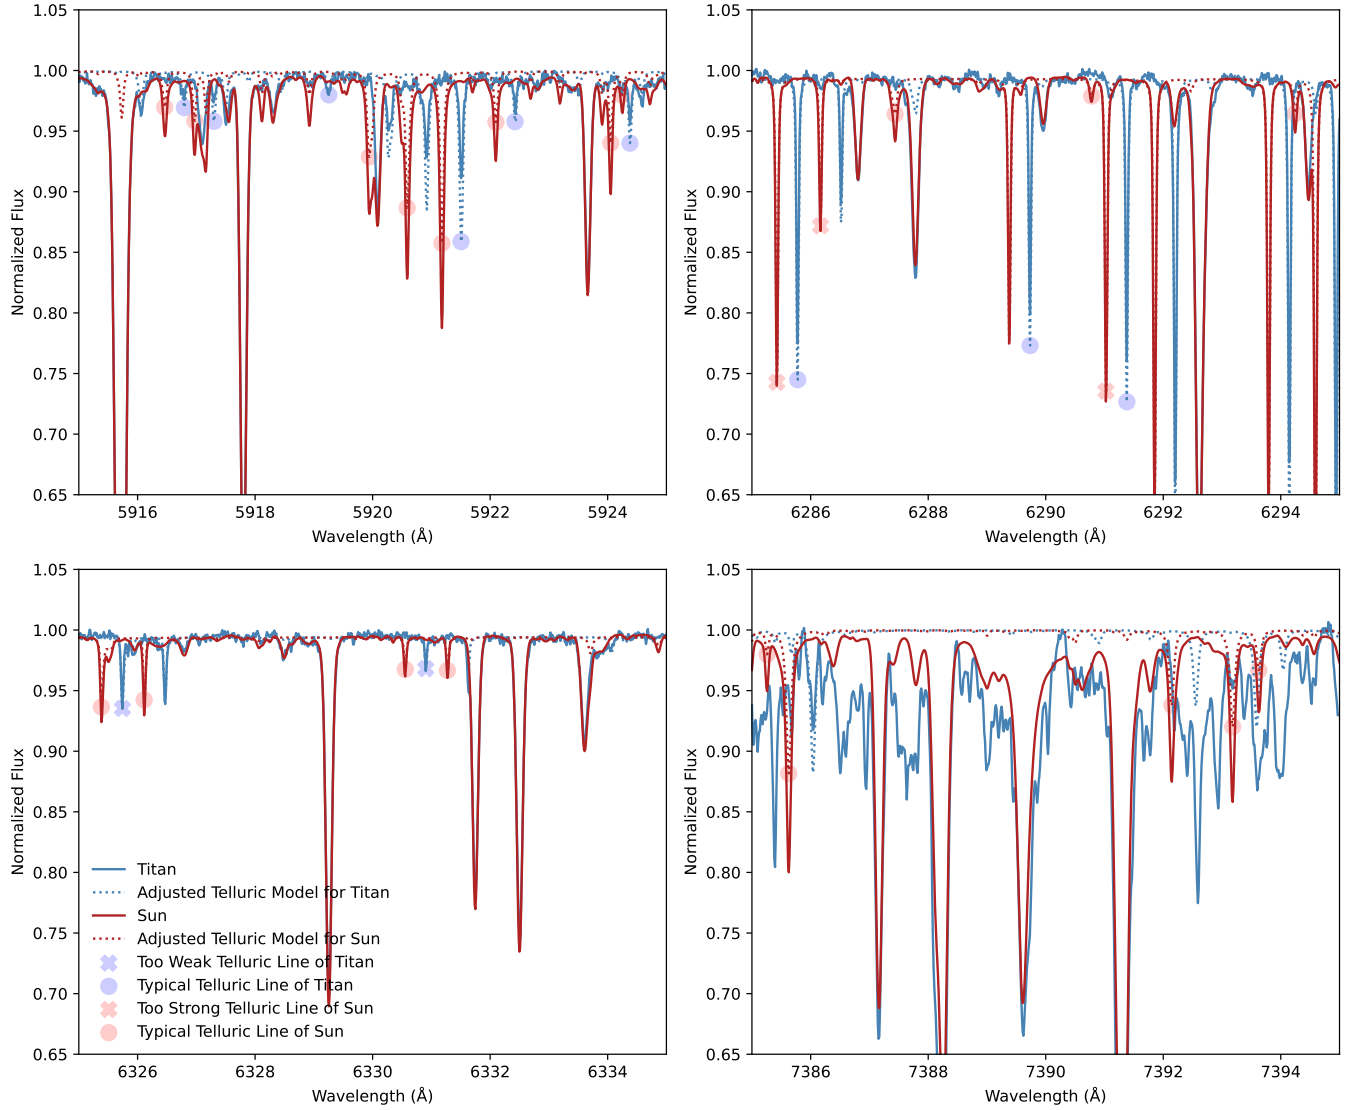 1.05
1.00
0.95
0.90
0.85
0.80
0.75
0.70
0.65
Normalized Flux
5916 5918 5920 5922 5924
Wavelength (Å)
1.05
1.00
0.95
0.90
0.85
0.80
0.75
0.70
0.65
Normalized Flux
6286 6288 6290 6292 6294
Wavelength (Å)
1.05
1.00
0.95
0.90
0.85
0.80
0.75
0.70
0.65
Normalized Flux
Titan
Adjusted Telluric Model for Titan
Sun
Adjusted Telluric Model for Sun
Too Weak Telluric Line of Titan
Typical Telluric Line of Titan
Too Strong Telluric Line of Sun
Typical Telluric Line of Sun
6326 6328 6330 6332 6334
Wavelength (Å)
1.05
1.00
0.95
0.90
0.85
0.80
0.75
0.70
0.65
Normalized Flux
7386 7388 7390 7392 7394
Wavelength (Å)